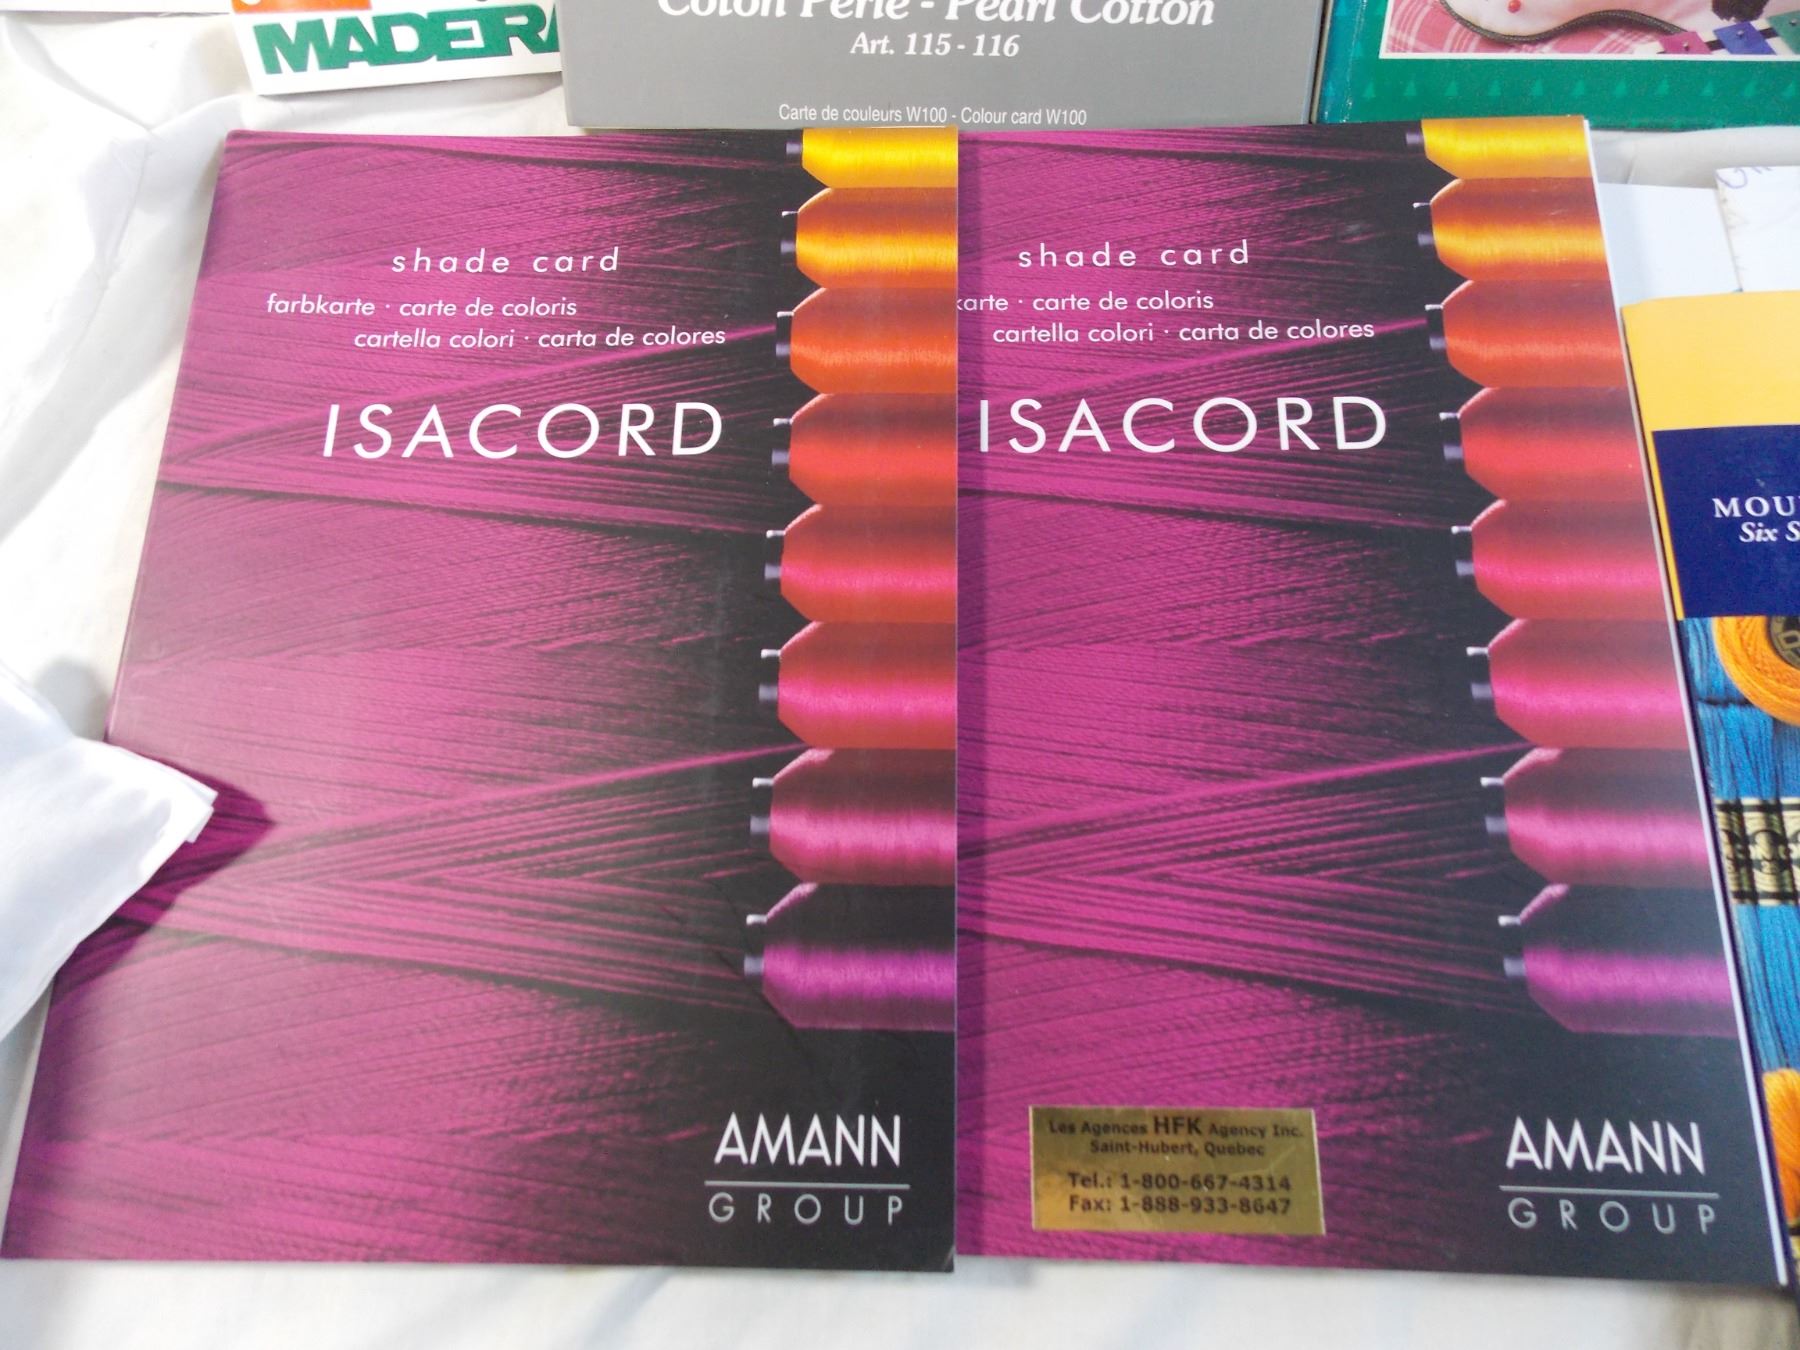 MADEIRA
Coton Perlé - Pearl Cotton
Art. 115 - 116
Carte de couleurs W100 - Colour card W100
shade card
farbkarte · carte de coloris
cartella colori · carta de colores
ISACORD
AMANN
GROUP
shade card
karte · carte de coloris
cartella colori · carta de colores
ISACORD
Les Agences HFK Agency Inc.
Saint-Hubert, Quebec
Tel.: 1-800-667-4314
Fax: 1-888-933-8647
AMANN
GROUP
MOU
Six S